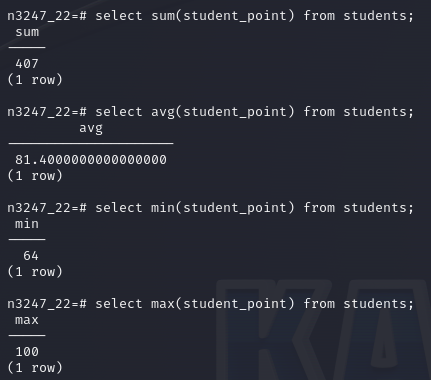 n3247_22=# select sum(student_point) from students;
sum
─────
407
(1 row)
n3247_22=# select avg(student_point) from students;
avg
─────────────────────
81.4000000000000000
(1 row)
n3247_22=# select min(student_point) from students;
min
─────
64
(1 row)
n3247_22=# select max(student_point) from students;
max
─────
100
(1 row)
KA